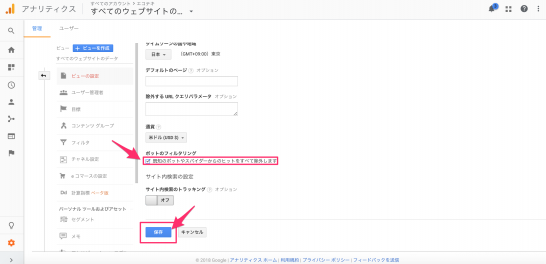 アナリティクス
すべてのアカウント > エコドオ
すべてのウェブサイトの...
管理
ユーザー
ビュー
+ ビューを作成
すべてのウェブサイトのデータ
ビューの設定
ユーザー管理者
目標
コンテンツ グループ
フィルタ
チャネル設定
e コマースの設定
Dd 計算指標 ベータ版
パーソナル ツールおよびアセット
セグメント
メモ
タイムゾーンの国や地域
日本
(GMT+09:00) 東京
デフォルトのページ ? オプション
除外する URL クエリパラメータ オプション
通貨 ?
米ドル (USD $)
ボットのフィルタリング
既知のボットやスパイダーからのヒットをすべて除外します
サイト内検索の設定
サイト内検索のトラッキング ? オプション
オフ
保存
キャンセル
© 2018 Google | アナリティクス ホーム | 利用規約 | プライバシー ポリシー | フィードバックを送信